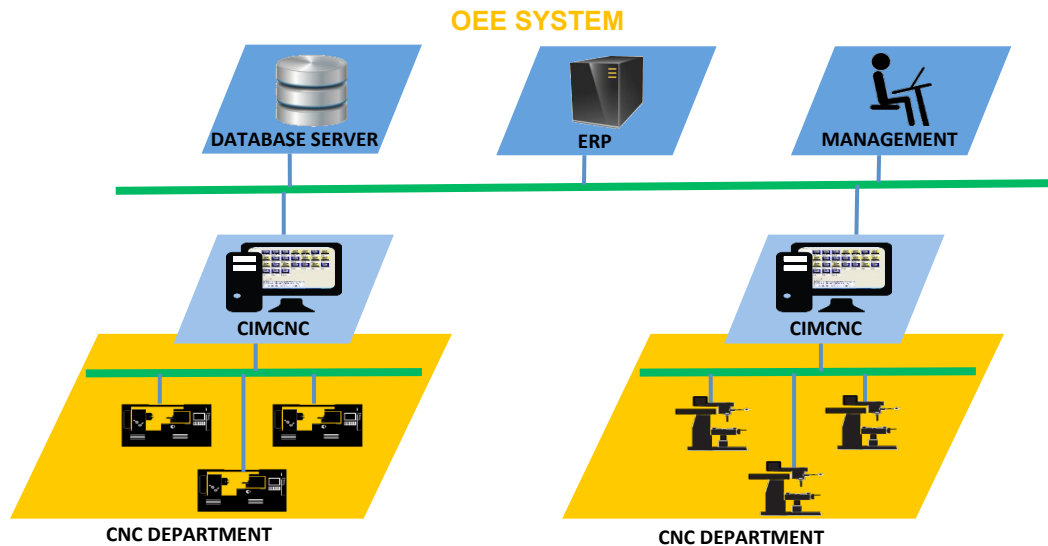 OEE SYSTEM
DATABASE SERVER
ERP
MANAGEMENT
CIMCNC
CIMCNC
CNC DEPARTMENT
CNC DEPARTMENT